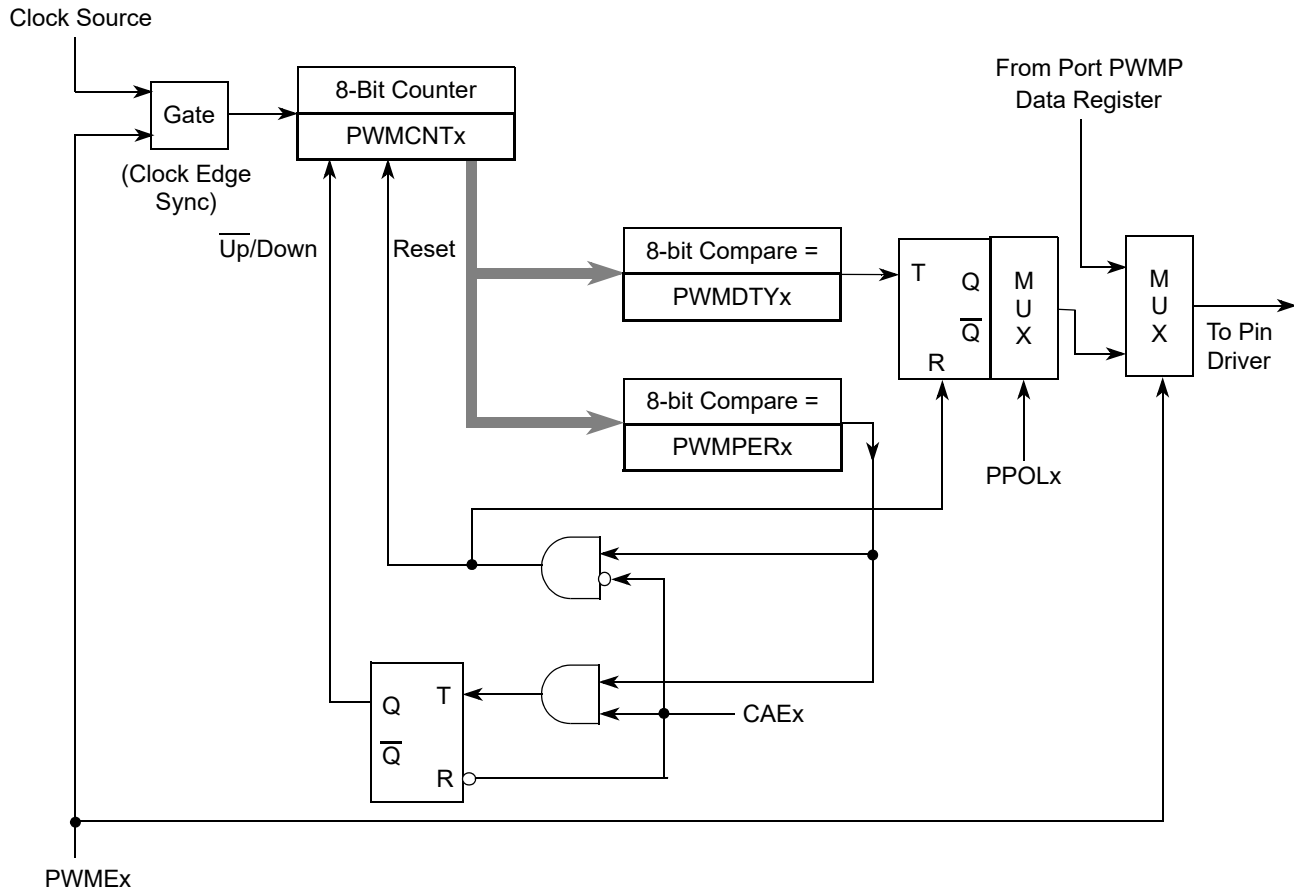 Clock Source
From Port PWMP
Data Register
8-Bit Counter
Gate
PWMCNTx
(Clock Edge
Sync)
U̅p̅/Down
Reset
8-bit Compare =
PWMDTYx
T
Q
Q̅
R
M
U
X
M
U
X
To Pin
Driver
8-bit Compare =
PWMPERx
PPOLx
Q
T
Q̅
R
CAEx
PWMEx